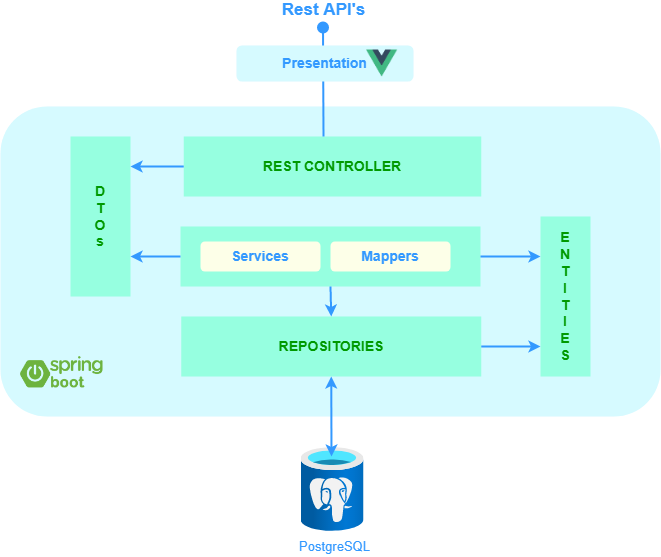 Rest API's
Presentation
REST CONTROLLER
D
T
O
s
Services
Mappers
E
N
T
I
T
I
E
S
REPOSITORIES
spring
boot
PostgreSQL